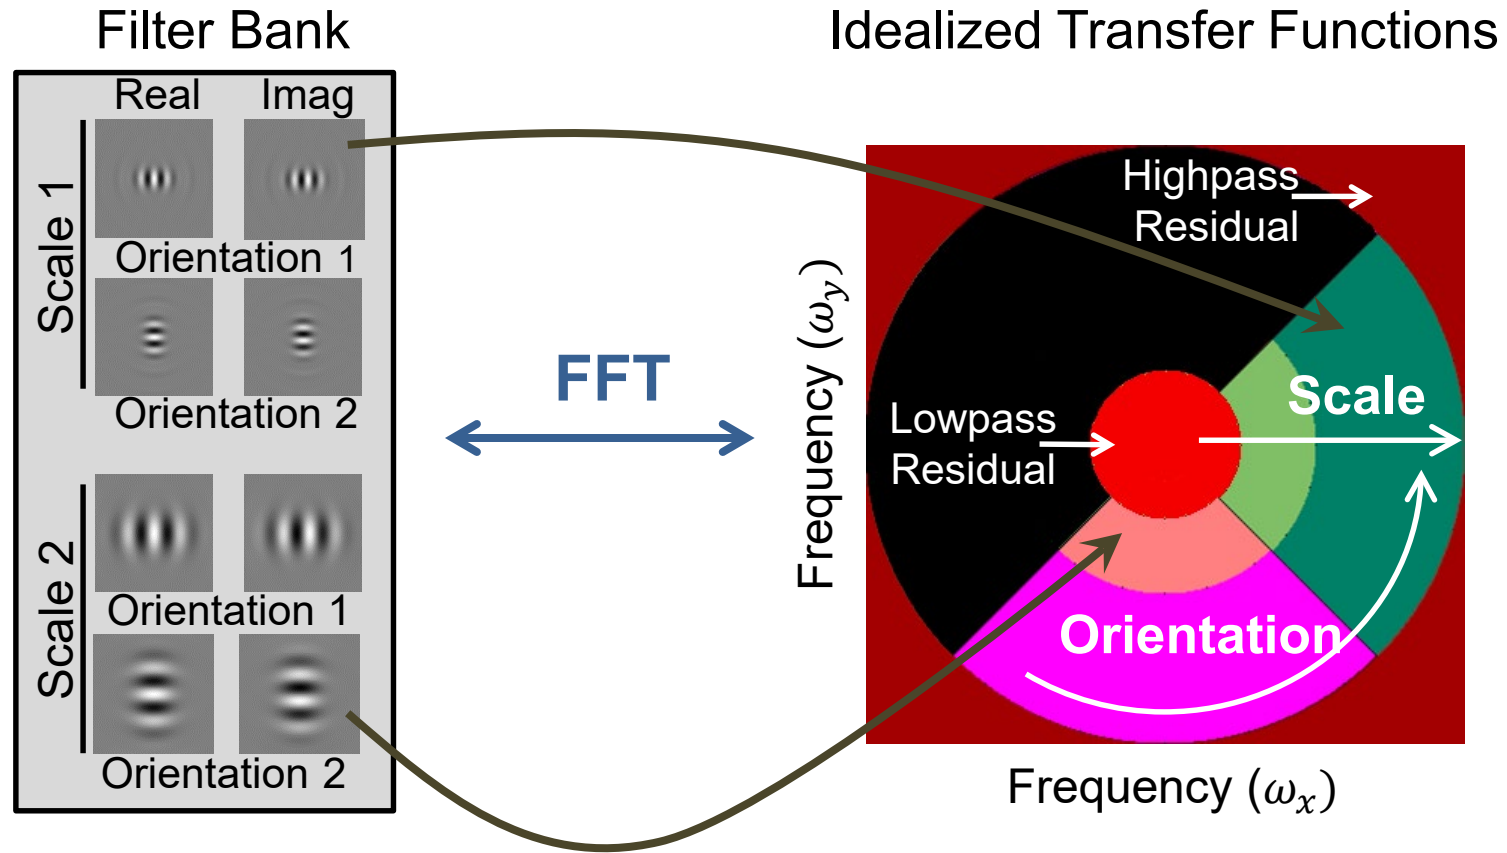 Filter Bank
Idealized Transfer Functions
Real Imag
Scale 1
Orientation 1
Orientation 2
Scale 2
Orientation 1
Orientation 2
FFT
Highpass
Residual
Lowpass
Residual
Scale
Orientation
Frequency (ω_y)
Frequency (ω_x)